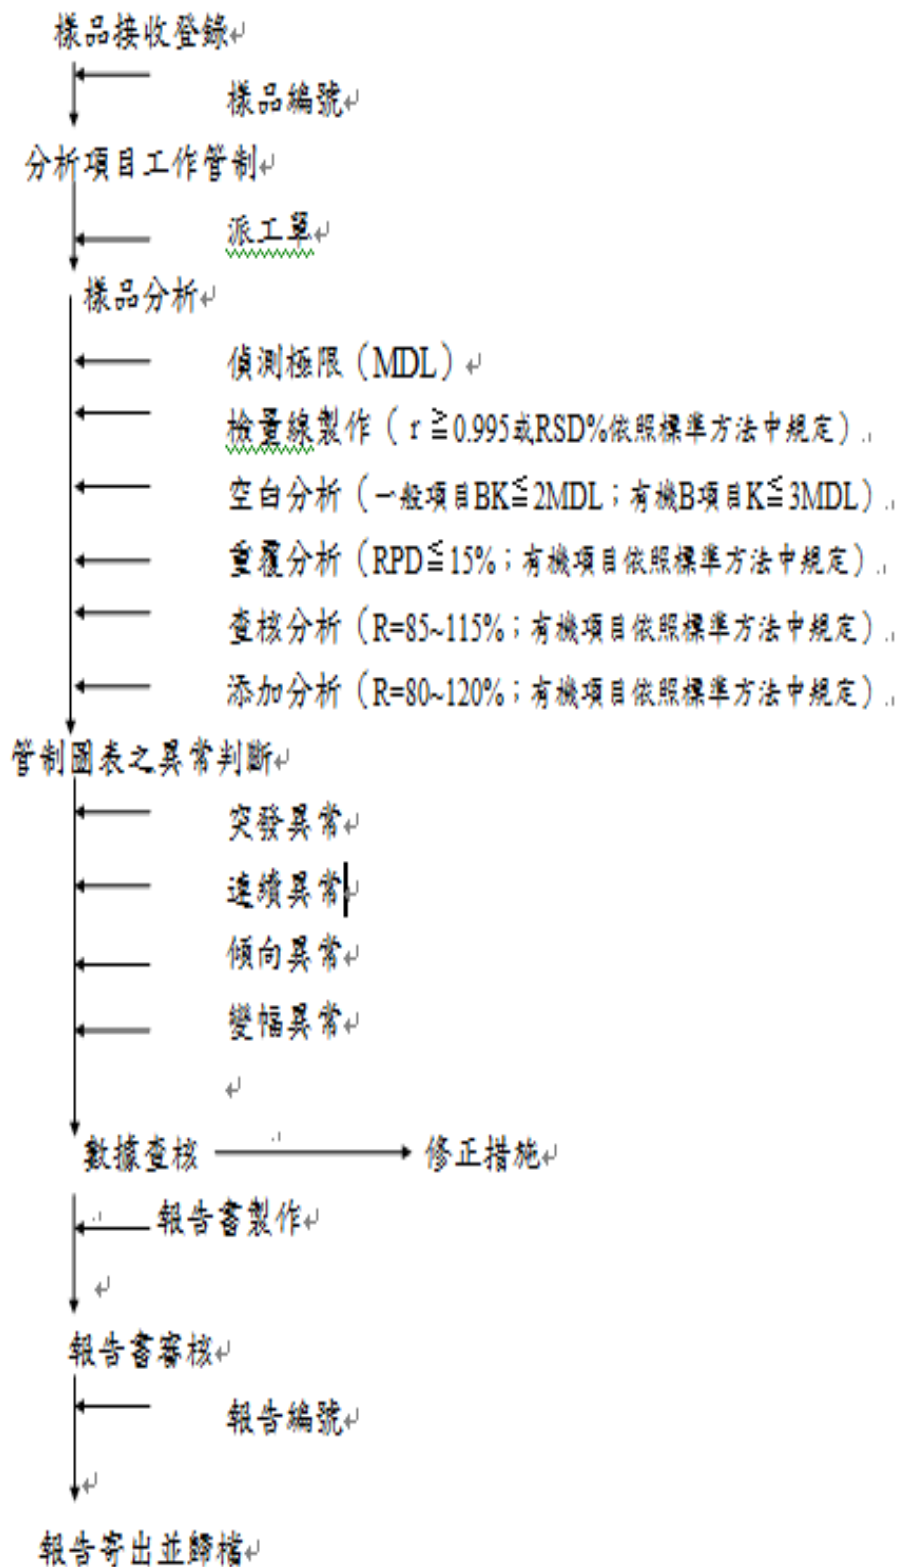 樣品接收登錄
樣品編號
分析項目工作管制
派工單
樣品分析
偵測極限（MDL）
檢量線製作（r≧0.995或RSD%依照標準方法中規定）
空白分析（一般項目BK≦2MDL；有機B項目K≦3MDL）
重覆分析（RPD≦15%；有機項目依照標準方法中規定）
查核分析（R=85~115%；有機項目依照標準方法中規定）
添加分析（R=80~120%；有機項目依照標準方法中規定）
管制圖表之異常判斷
突發異常
連續異常
傾向異常
變幅異常
數據查核 修正措施
報告書製作
報告書審核
報告編號
報告寄出並歸檔